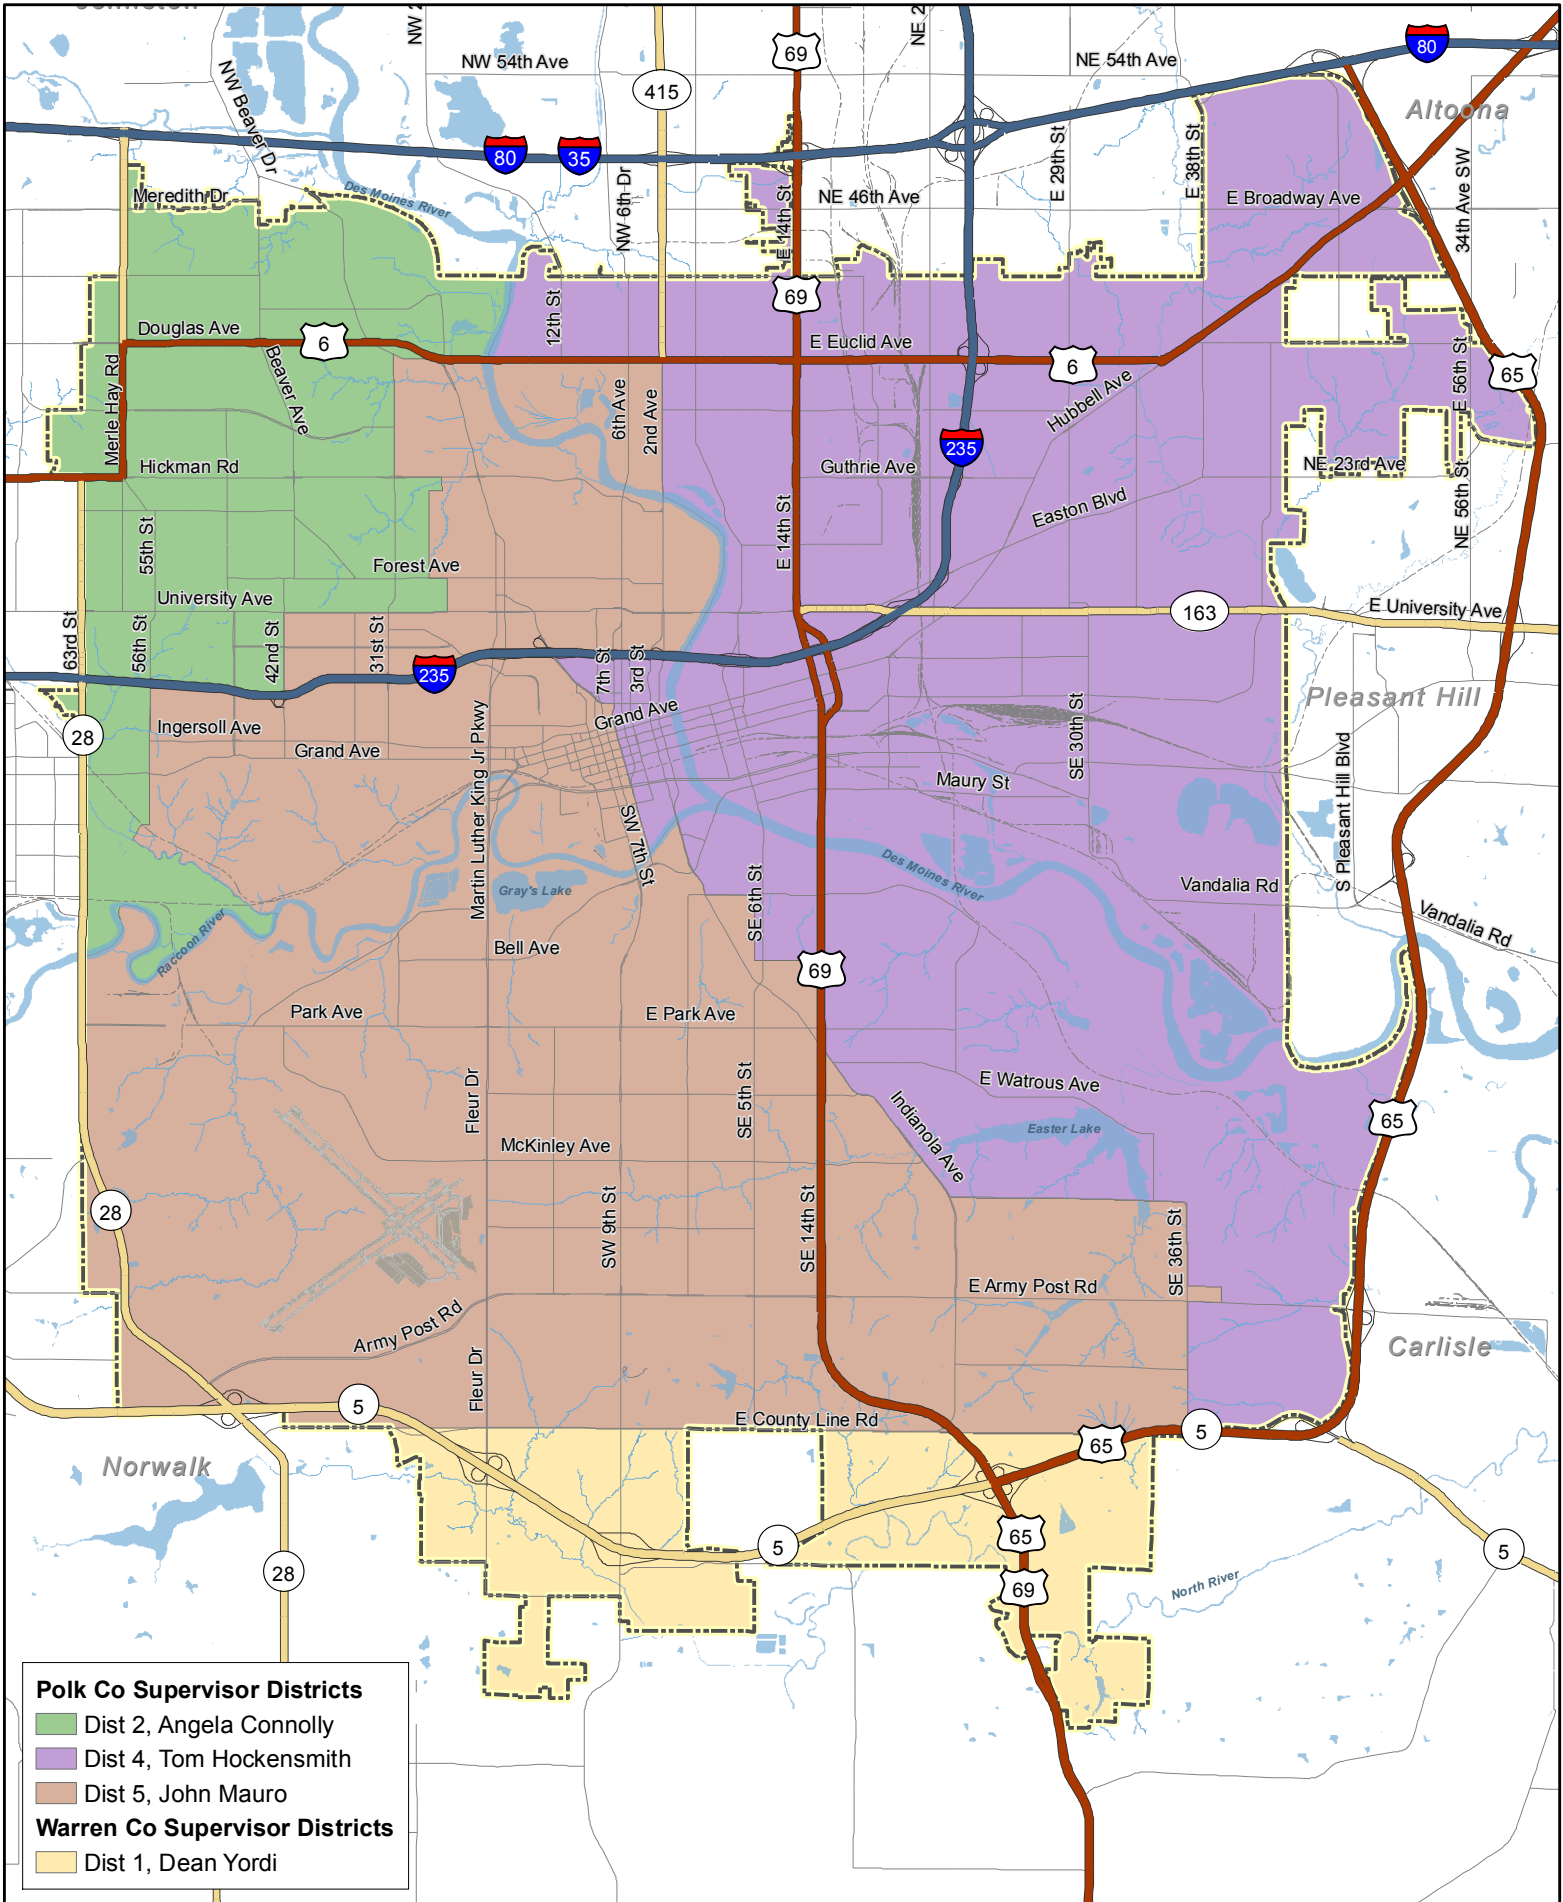 Johnston
NW 2
NE 2
69
80
NW 54th Ave
NE 54th Ave
415
Altoona
NW Beaver Dr
80
35
E 29th St
E 38th St
34th Ave SW
Meredith Dr
Des Moines River
NW 6th Dr
E 14th St
NE 46th Ave
E Broadway Ave
69
12th St
Douglas Ave
6
E Euclid Ave
6
65
Merle Hay Rd
Beaver Ave
6th Ave
2nd Ave
Hubbell Ave
E 56th St
235
Hickman Rd
Guthrie Ave
NE 23rd Ave
55th St
E 14th St
Easton Blvd
NE 56th St
Forest Ave
University Ave
163
E University Ave
63rd St
56th St
42nd St
31st St
235
7th St
3rd St
Pleasant Hill
28
Ingersoll Ave
Grand Ave
Grand Ave
Martin Luther King Jr Pkwy
SE 30th St
S Pleasant Hill Blvd
Maury St
SW 7th St
Gray's Lake
Des Moines River
Vandalia Rd
Vandalia Rd
Raccoon River
Bell Ave
SE 6th St
69
Park Ave
E Park Ave
Fleur Dr
SE 5th St
E Watrous Ave
Indianola Ave
Easter Lake
65
McKinley Ave
28
SW 9th St
SE 14th St
SE 36th St
E Army Post Rd
Army Post Rd
Fleur Dr
Carlisle
5
E County Line Rd
5
65
Norwalk
28
5
65
69
5
North River
Polk Co Supervisor Districts
Dist 2, Angela Connolly
Dist 4, Tom Hockensmith
Dist 5, John Mauro
Warren Co Supervisor Districts
Dist 1, Dean Yordi